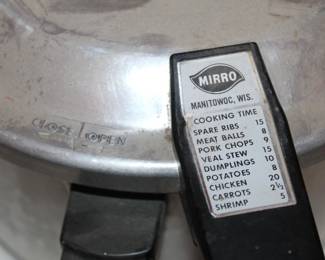 CLOSE | OPEN
MIRRO
MANITOWOC, WIS.
COOKING TIME
SPARE RIBS 15
MEAT BALLS 8
PORK CHOPS 9
VEAL STEW 15
DUMPLINGS 10
POTATOES 8
CHICKEN 20
CARROTS 2½
SHRIMP 5